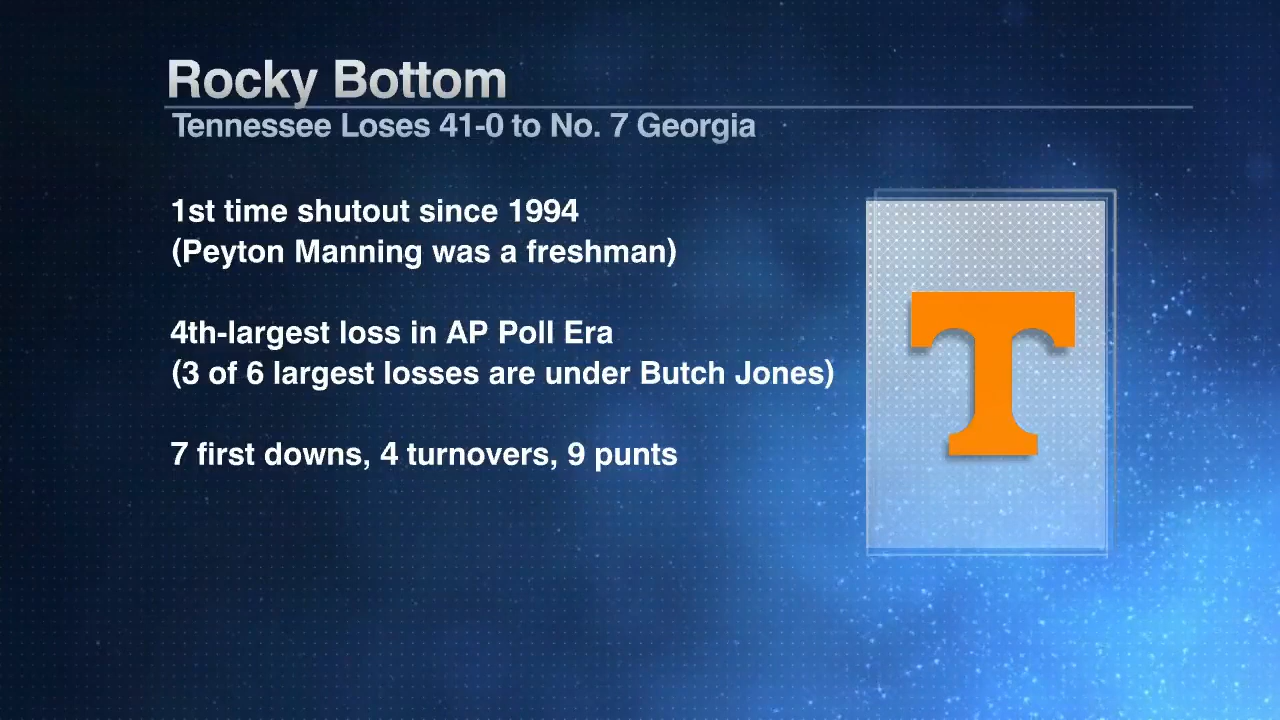 Rocky Bottom
Tennessee Loses 41-0 to No. 7 Georgia
1st time shutout since 1994
(Peyton Manning was a freshman)
4th-largest loss in AP Poll Era
(3 of 6 largest losses are under Butch Jones)
7 first downs, 4 turnovers, 9 punts
T